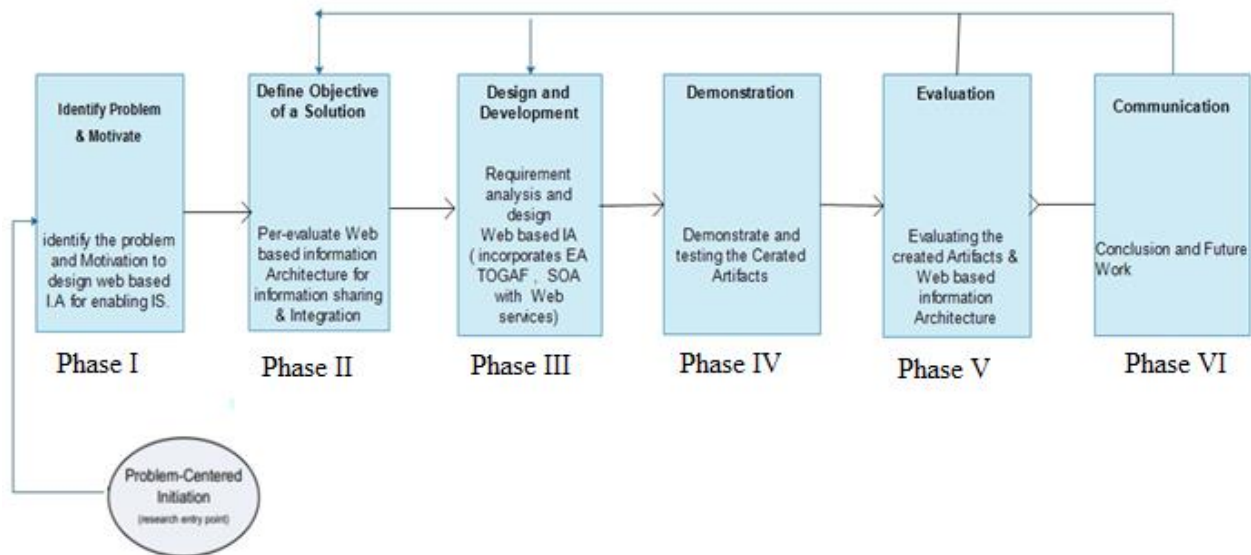 Identify Problem
& Motivate
identify the problem
and Motivation to
design web based
I.A for enabling IS.
Phase I
Define Objective
of a Solution
Per-evaluate Web
based information
Architecture for
information sharing
& Integration
Phase II
Design and
Development
Requirement
analysis and
design
Web based IA
( incorporates EA
TOGAF , SOA
with Web
services)
Phase III
Demonstration
Demonstrate and
testing the Cerated
Artifacts
Phase IV
Evaluation
Evaluating the
created Artifacts &
Web based
information
Architecture
Phase V
Communication
Conclusion and Future
Work
Phase VI
Problem-Centered
Initiation
(research entry point)